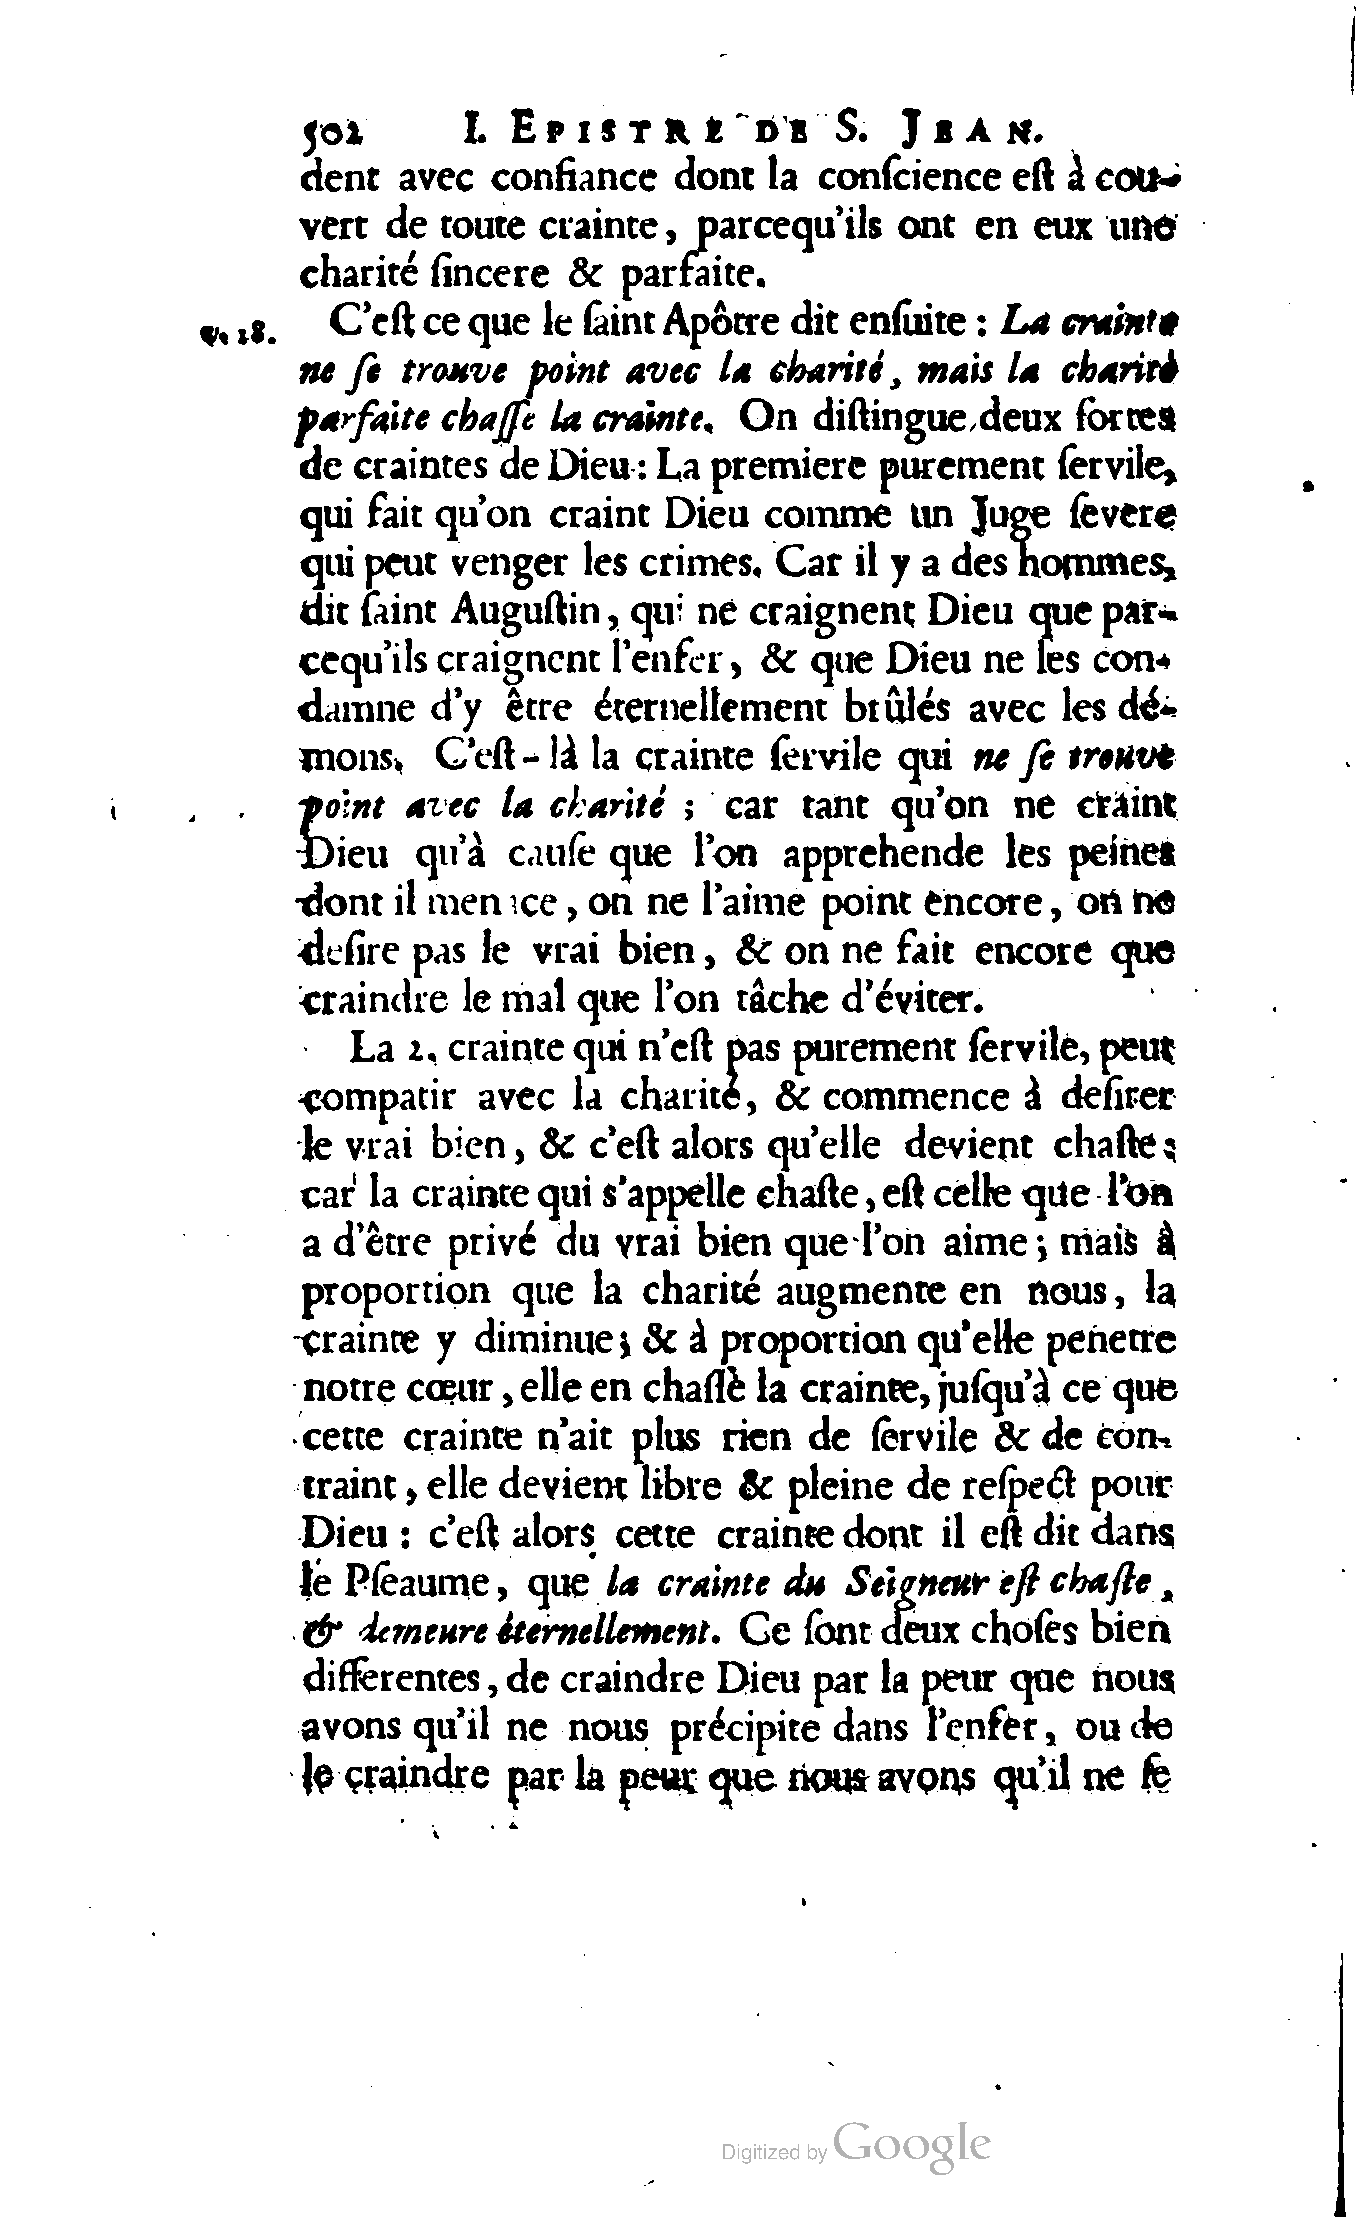 502 I. EPISTRE DE S. JEAN.
dent avec confiance dont la conſcience eſt à cou-
vert de toute crainte, parcequ'ils ont en eux une
charité ſincere & parfaite.
℣. 18. C'eſt ce que le ſaint Apôtre dit enſuite : La crainte
ne ſe trouve point avec la charité, mais la charité
parfaite chaſſe la crainte. On diſtingue deux ſortes
de craintes de Dieu : La premiere purement ſervile,
qui fait qu'on craint Dieu comme un Juge ſevere
qui peut venger les crimes. Car il y a des hommes,
dit ſaint Auguſtin, qui ne craignent Dieu que par-
cequ'ils craignent l'enfer, & que Dieu ne les con-
damne d'y être éternellement brûlés avec les dé-
mons. C'eſt-là la crainte ſervile qui ne ſe trouve
point avec la charité ; car tant qu'on ne craint
Dieu qu'à cauſe que l'on apprehende les peines
dont il menace, on ne l'aime point encore, on ne
deſire pas le vrai bien, & on ne fait encore que
craindre le mal que l'on tâche d'éviter.
La 2. crainte qui n'eſt pas purement ſervile, peut
compatir avec la charité, & commence à deſirer
le vrai bien, & c'eſt alors qu'elle devient chaſte ;
car la crainte qui s'appelle chaſte, eſt celle que l'on
a d'être privé du vrai bien que l'on aime ; mais à
proportion que la charité augmente en nous, la
crainte y diminue ; & à proportion qu'elle penetre
notre cœur, elle en chaſſe la crainte, juſqu'à ce que
cette crainte n'ait plus rien de ſervile & de con-
traint, elle devient libre & pleine de reſpect pour
Dieu : c'eſt alors cette crainte dont il eſt dit dans
le Pſeaume, que la crainte du Seigneur eſt chaſte,
& demeure éternellement. Ce ſont deux choſes bien
differentes, de craindre Dieu par la peur que nous
avons qu'il ne nous précipite dans l'enfer, ou de
le craindre par la peur que nous avons qu'il ne ſe
Digitized by Google